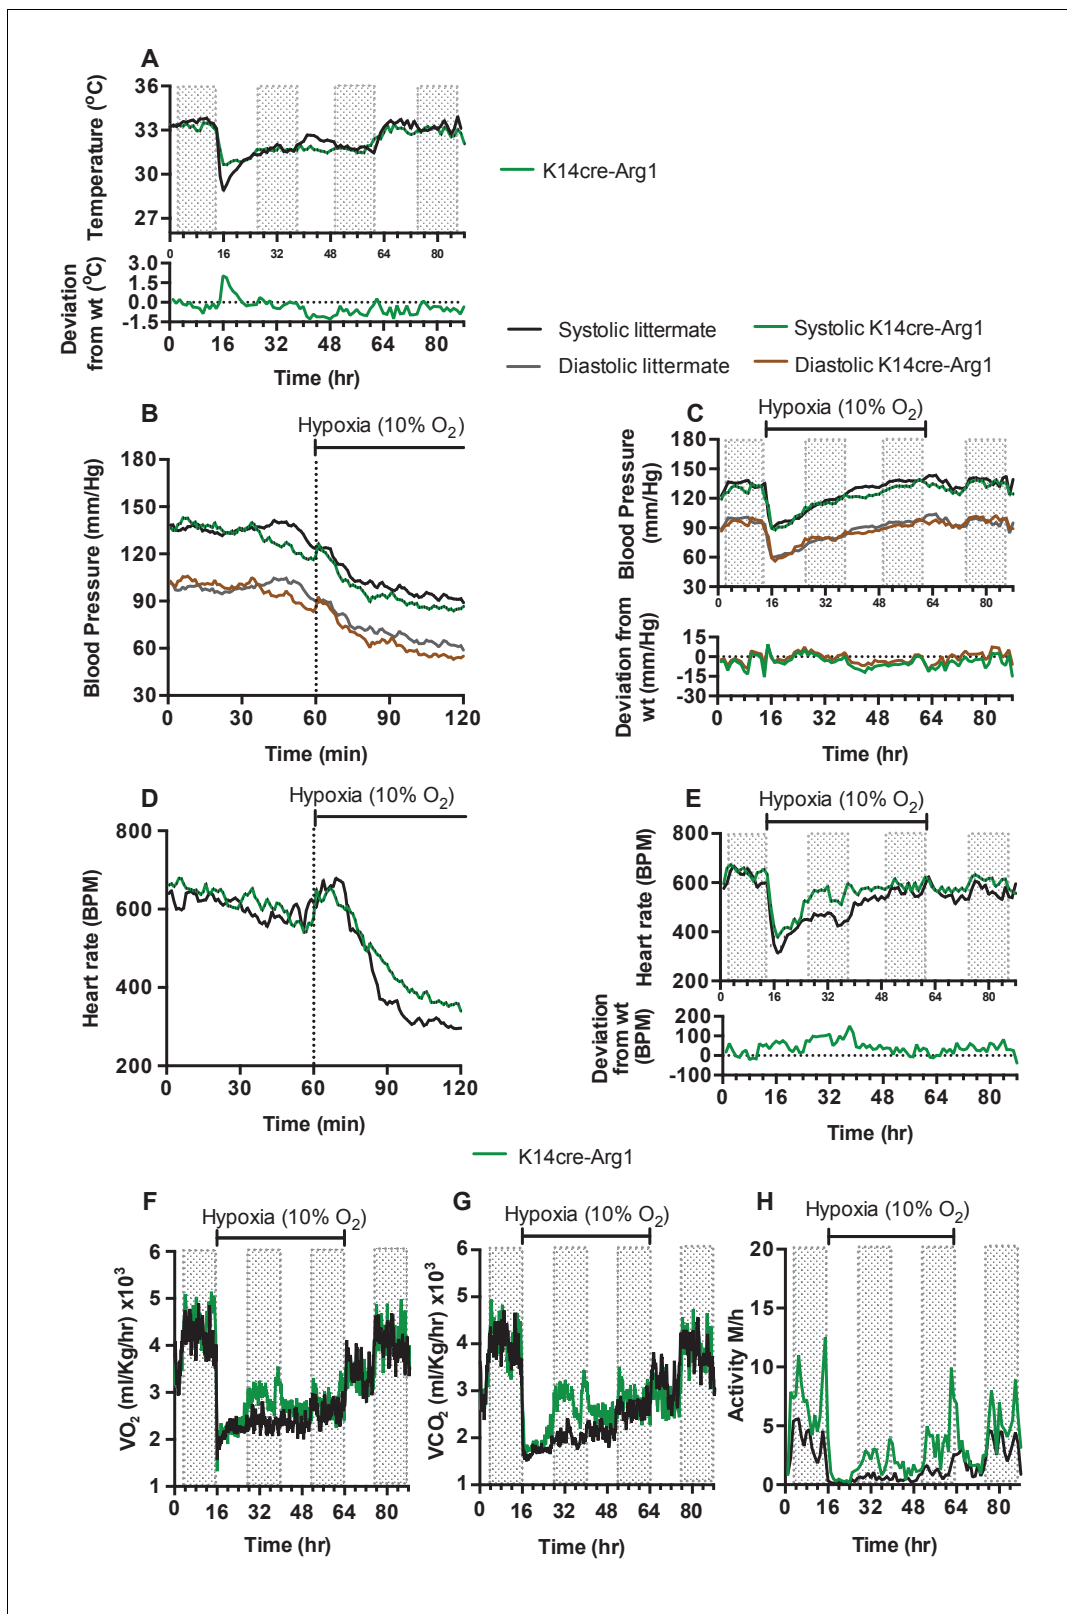 A
Temperature (°C)
36
33
30
27
0 16 32 48 64 80
K14cre-Arg1
Deviation
from wt (°C)
3.0
1.5
0.0
-1.5
0 16 32 48 64 80
Time (hr)
Systolic littermate
Systolic K14cre-Arg1
Diastolic littermate
Diastolic K14cre-Arg1
B
Hypoxia (10% O2)
Blood Pressure (mm/Hg)
180
150
120
90
60
30
0 30 60 90 120
Time (min)
C
Hypoxia (10% O2)
Blood Pressure
(mm/Hg)
180
150
120
90
60
30
0 16 32 48 64 80
Deviation from
wt (mm/Hg)
15
0
-15
-30
0 16 32 48 64 80
Time (hr)
D
Hypoxia (10% O2)
Heart rate (BPM)
800
600
400
200
0 30 60 90 120
Time (min)
E
Hypoxia (10% O2)
Heart rate (BPM)
800
600
400
200
0 16 32 48 64 80
Deviation
from wt
(BPM)
200
100
0
-100
0 16 32 48 64 80
Time (hr)
K14cre-Arg1
F
Hypoxia (10% O2)
VO2 (ml/Kg/hr) x10³
6
5
4
3
2
1
0 16 32 48 64 80
Time (hr)
G
Hypoxia (10% O2)
VCO2 (ml/Kg/hr) x10³
6
5
4
3
2
1
0 16 32 48 64 80
Time (hr)
H
Hypoxia (10% O2)
Activity M/h
20
15
10
5
0
0 16 32 48 64 80
Time (hr)